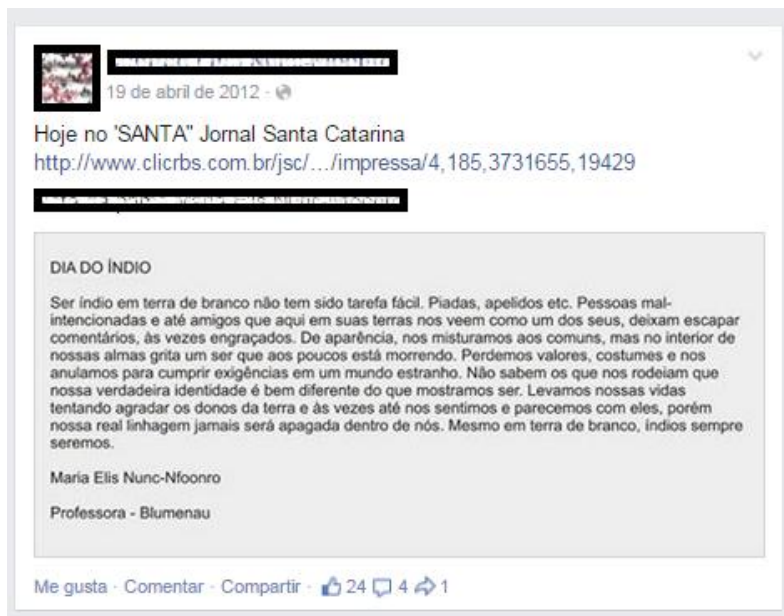 19 de abril de 2012 ·
Hoje no 'SANTA" Jornal Santa Catarina
http://www.clicrbs.com.br/jsc/.../impressa/4,185,3731655,19429
DIA DO ÍNDIO
Ser índio em terra de branco não tem sido tarefa fácil. Piadas, apelidos etc. Pessoas mal-
intencionadas e até amigos que aqui em suas terras nos veem como um dos seus, deixam escapar
comentários, às vezes engraçados. De aparência, nos misturamos aos comuns, mas no interior de
nossas almas grita um ser que aos poucos está morrendo. Perdemos valores, costumes e nos
anulamos para cumprir exigências em um mundo estranho. Não sabem os que nos rodeiam que
nossa verdadeira identidade é bem diferente do que mostramos ser. Levamos nossas vidas
tentando agradar os donos da terra e às vezes até nos sentimos e parecemos com eles, porém
nossa real linhagem jamais será apagada dentro de nós. Mesmo em terra de branco, índios sempre
seremos.
Maria Elis Nunc-Nfoonro
Professora - Blumenau
Me gusta · Comentar · Compartir · 24 4 1